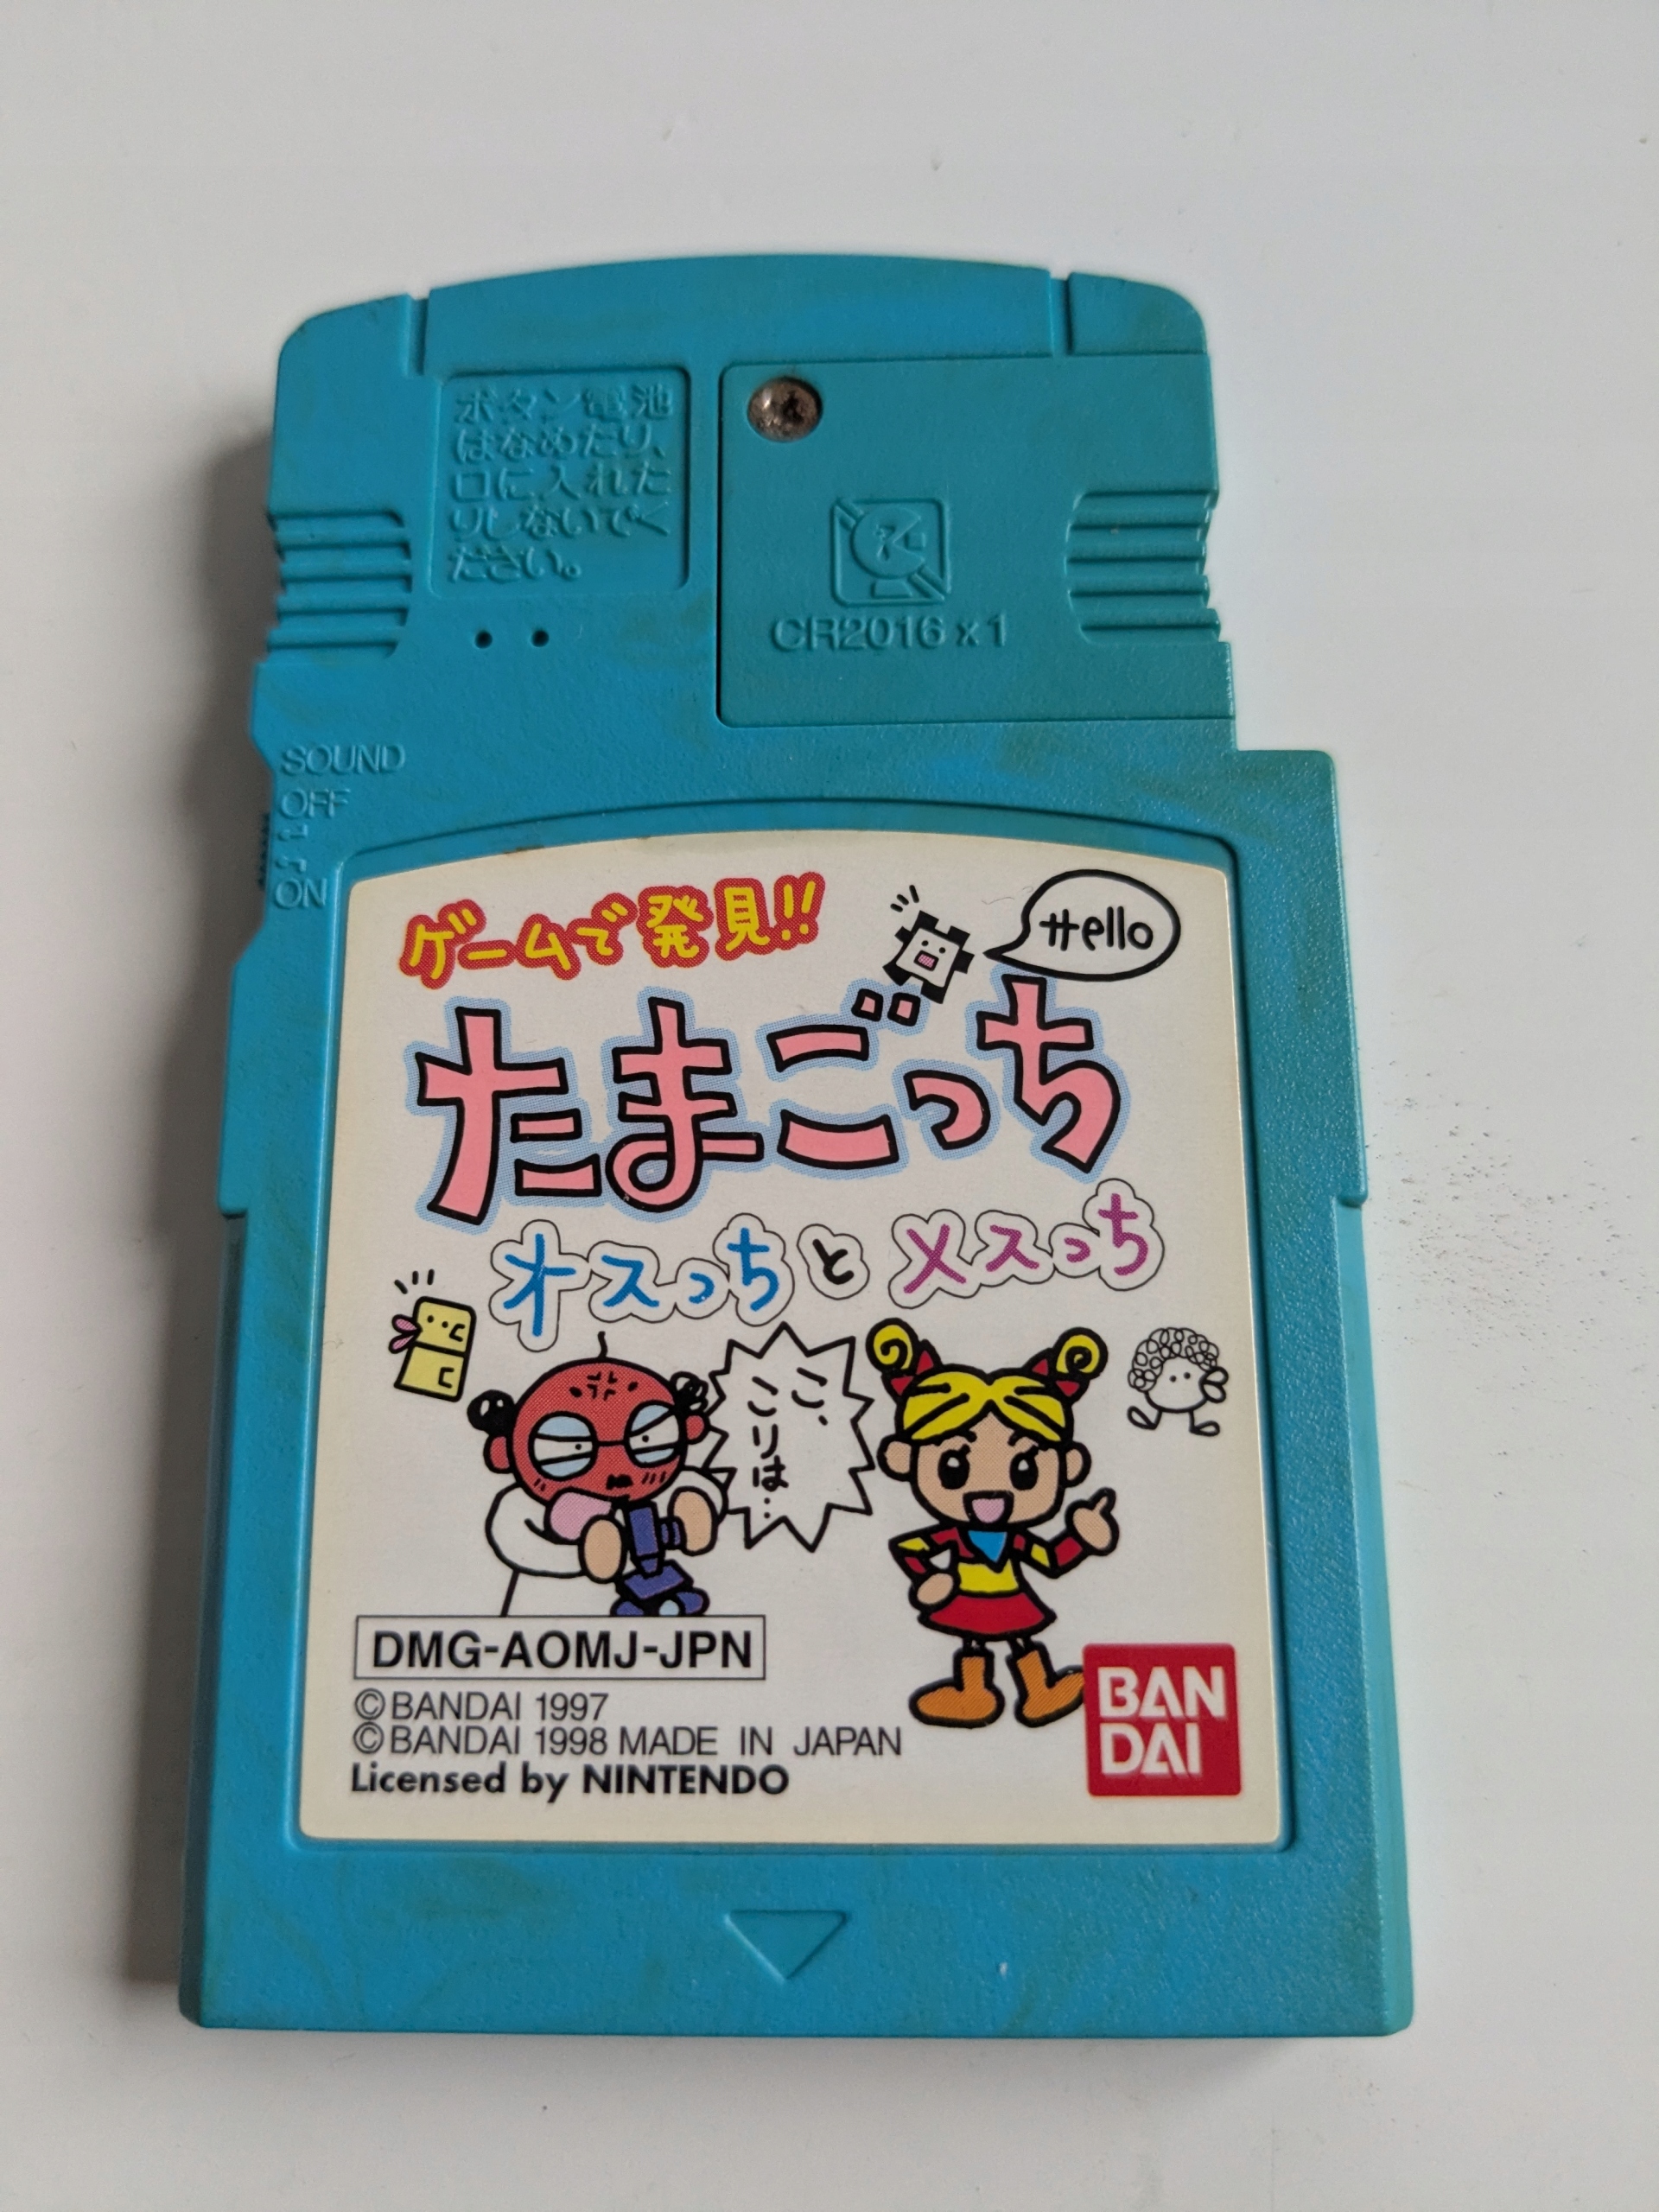 ボタン電池
はなめたり、
口に入れた
りしないでく
ださい。
CR2016 x 1
SOUND
OFF
ON
ゲームで発見!!
Hello
たまごっち
オスっちとメスっち
こ、
こりは…
DMG-AOMJ-JPN
©BANDAI 1997
©BANDAI 1998 MADE IN JAPAN
Licensed by NINTENDO
BAN
DAI